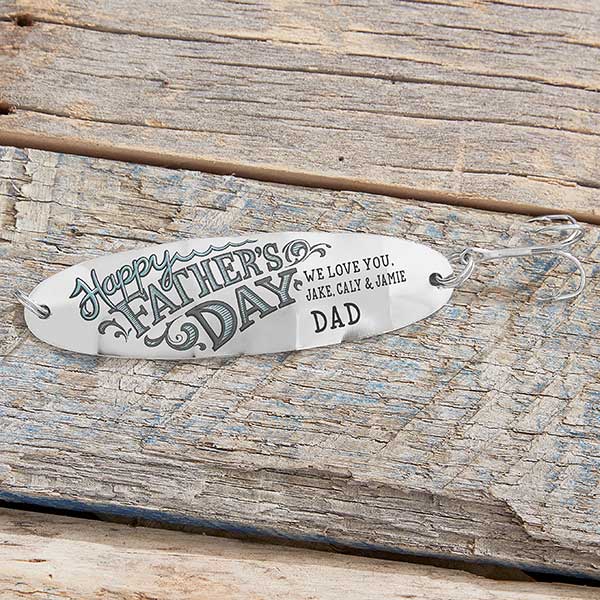 Happy
FATHER'S
DAY
WE LOVE YOU,
JAKE, CALY & JAMIE
DAD